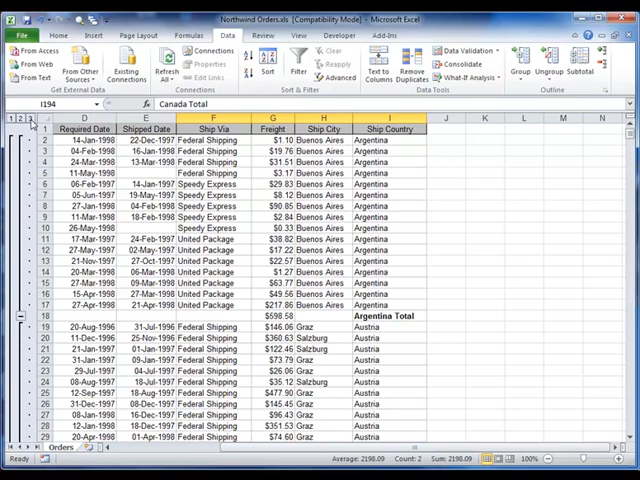 Northwind Orders.xls [Compatibility Mode] - Microsoft Excel
File Home Insert Page Layout Formulas Data Review View Developer Add-Ins
From Access
From Web
From Text
From Other Sources
Existing Connections
Get External Data
Refresh All
Connections
Properties
Edit Links
Connections
Sort
Filter
Clear
Reapply
Advanced
Sort & Filter
Text to Columns
Remove Duplicates
Data Validation
Consolidate
What-If Analysis
Data Tools
Group
Ungroup
Subtotal
Outline
I194 fx Canada Total
1 2 3 D E F G H I J K L M N
1 Required Date Shipped Date Ship Via Freight Ship City Ship Country
2 14-Jan-1998 22-Dec-1997 Federal Shipping $1.10 Buenos Aires Argentina
3 04-Feb-1998 16-Jan-1998 Federal Shipping $19.76 Buenos Aires Argentina
4 24-Mar-1998 13-Mar-1998 Federal Shipping $31.51 Buenos Aires Argentina
5 11-May-1998 Federal Shipping $3.17 Buenos Aires Argentina
6 06-Feb-1997 14-Jan-1997 Speedy Express $29.83 Buenos Aires Argentina
7 05-Jun-1997 19-May-1997 Speedy Express $8.12 Buenos Aires Argentina
8 27-Jan-1998 07-Jan-1998 Speedy Express $90.85 Buenos Aires Argentina
9 11-Mar-1998 18-Feb-1998 Speedy Express $2.84 Buenos Aires Argentina
10 26-May-1998 Speedy Express $0.33 Buenos Aires Argentina
11 17-Mar-1997 24-Feb-1997 United Package $38.82 Buenos Aires Argentina
12 27-May-1997 02-May-1997 United Package $17.22 Buenos Aires Argentina
13 21-Nov-1997 27-Oct-1997 United Package $22.57 Buenos Aires Argentina
14 20-Mar-1998 06-Mar-1998 United Package $1.27 Buenos Aires Argentina
15 09-Mar-1998 14-Mar-1998 United Package $63.77 Buenos Aires Argentina
16 15-Apr-1998 17-Mar-1998 United Package $49.56 Buenos Aires Argentina
17 27-Apr-1998 21-Apr-1998 United Package $217.86 Buenos Aires Argentina
18 $598.58 Argentina Total
19 20-Aug-1996 31-Jul-1996 Federal Shipping $146.06 Graz Austria
20 11-Dec-1996 25-Nov-1996 Federal Shipping $360.63 Salzburg Austria
21 21-Jan-1997 01-Jan-1997 Federal Shipping $122.46 Salzburg Austria
22 31-Jan-1997 09-Jan-1997 Federal Shipping $73.79 Graz Austria
23 29-Jul-1997 04-Jul-1997 Federal Shipping $23.06 Graz Austria
24 08-Aug-1997 18-Jul-1997 Federal Shipping $35.12 Salzburg Austria
25 12-Sep-1997 18-Aug-1997 Federal Shipping $477.90 Graz Austria
26 06-Jan-1998 31-Dec-1997 Federal Shipping $145.45 Graz Austria
27 08-Jan-1998 16-Dec-1997 Federal Shipping $96.43 Graz Austria
28 21-Jan-1998 31-Dec-1997 Federal Shipping $351.53 Graz Austria
29 20-Apr-1998 01-Apr-1998 Federal Shipping $74.60 Graz Austria
Orders
Ready Average: 2198.09 Count: 2 Sum: 2198.09 100%